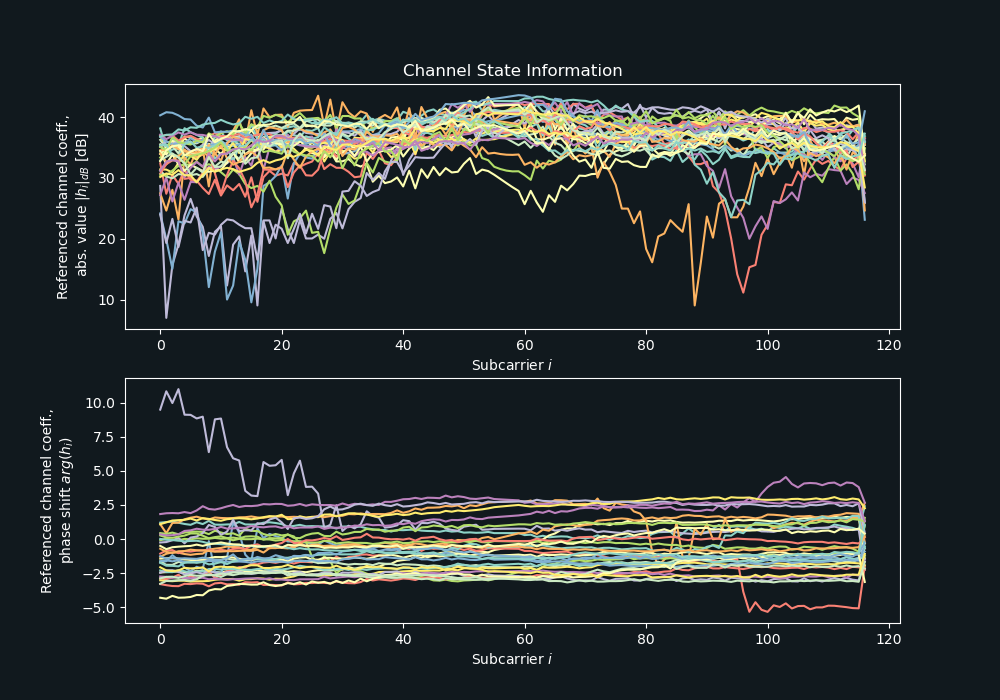 Channel State Information
Referenced channel coeff.,
abs. value |h_i|_dB [dB]
40
30
20
10
0 20 40 60 80 100 120
Subcarrier i
Referenced channel coeff.,
phase shift arg(h_i)
10.0
7.5
5.0
2.5
0.0
−2.5
−5.0
0 20 40 60 80 100 120
Subcarrier i